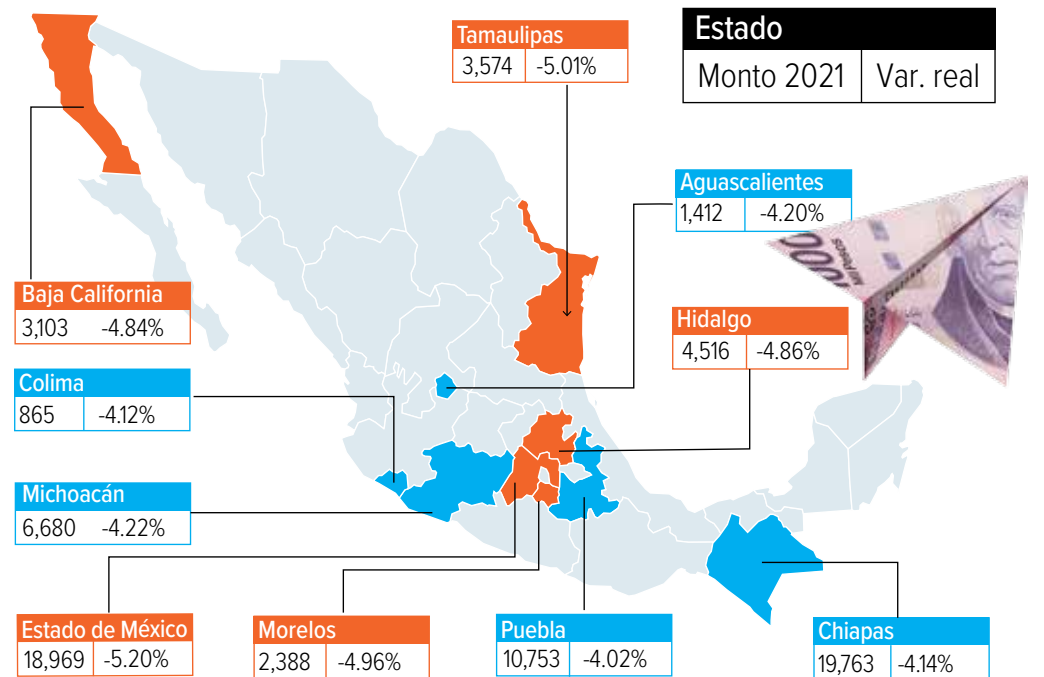 Tamaulipas
3,574 -5.01%
Estado
Monto 2021 Var. real
Aguascalientes
1,412 -4.20%
Baja California
3,103 -4.84%
Hidalgo
4,516 -4.86%
Colima
865 -4.12%
Michoacán
6,680 -4.22%
Estado de México
18,969 -5.20%
Morelos
2,388 -4.96%
Puebla
10,753 -4.02%
Chiapas
19,763 -4.14%